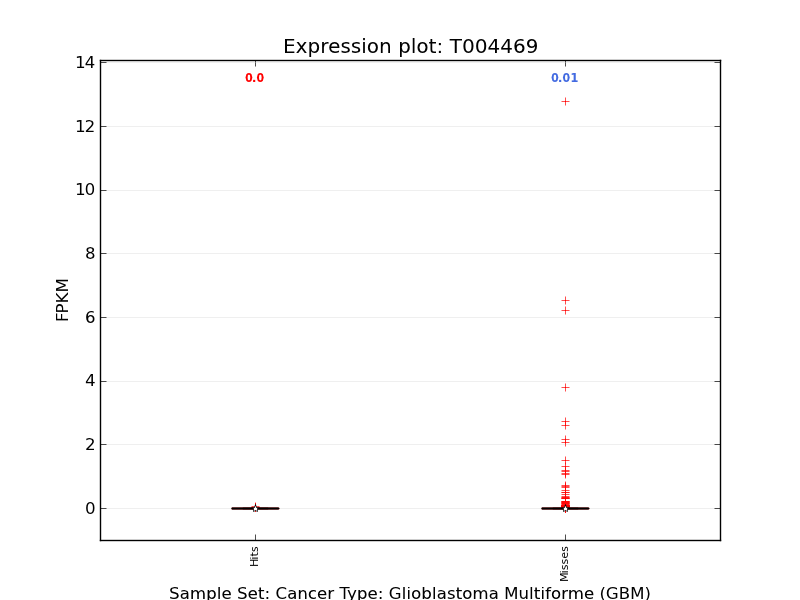 Expression plot: T004469
14
12
10
8
6
4
2
0
FPKM
0.0
0.01
Hits
Misses
Sample Set: Cancer Type: Glioblastoma Multiforme (GBM)